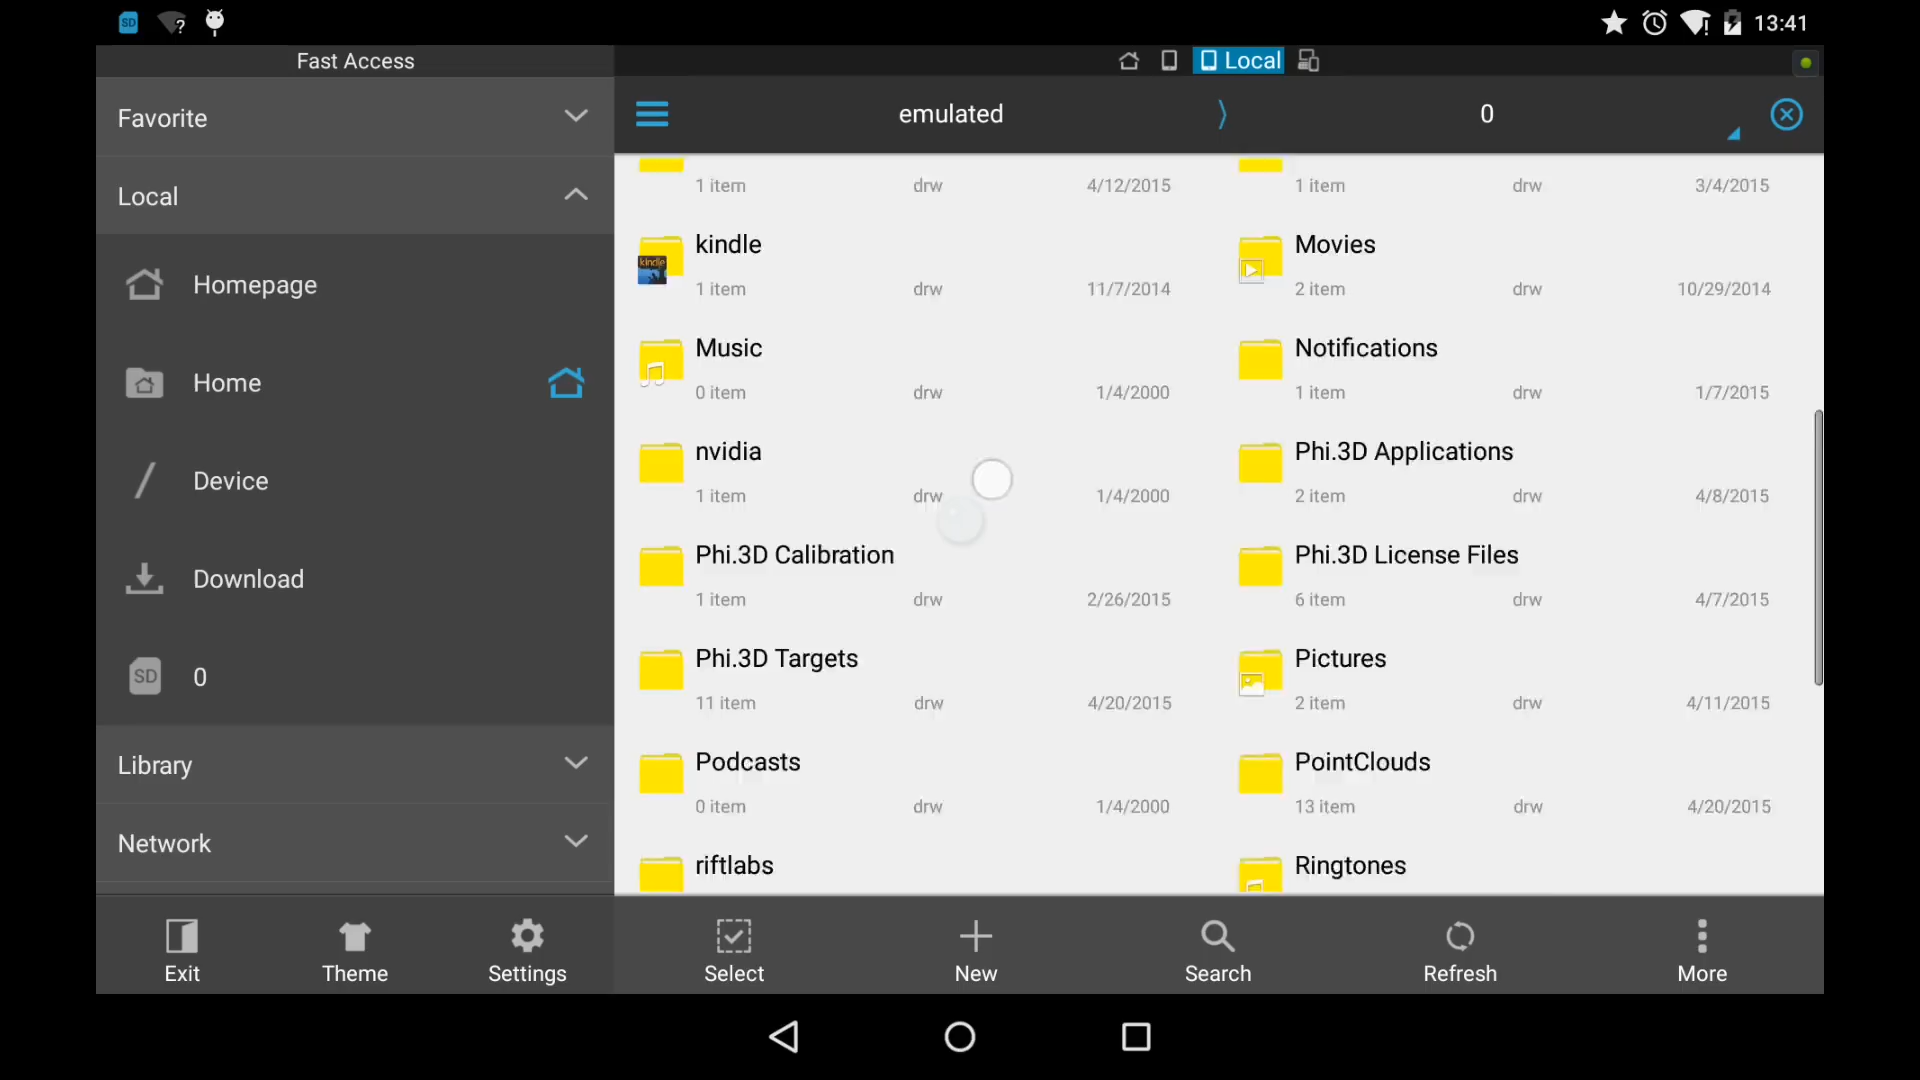 SD
?
!
13:41
Fast Access
Local
Favorite
emulated
0
Local
1 item drw 4/12/2015
1 item drw 3/4/2015
kindle
kindle
1 item drw 11/7/2014
Movies
2 item drw 10/29/2014
Homepage
Music
0 item drw 1/4/2000
Notifications
1 item drw 1/7/2015
Home
nvidia
1 item drw 1/4/2000
Phi.3D Applications
2 item drw 4/8/2015
Device
Phi.3D Calibration
1 item drw 2/26/2015
Phi.3D License Files
6 item drw 4/7/2015
Download
Phi.3D Targets
11 item drw 4/20/2015
Pictures
2 item drw 4/11/2015
SD
0
Podcasts
0 item drw 1/4/2000
PointClouds
13 item drw 4/20/2015
Library
Network
riftlabs
Ringtones
Exit
Theme
Settings
Select
New
Search
Refresh
More